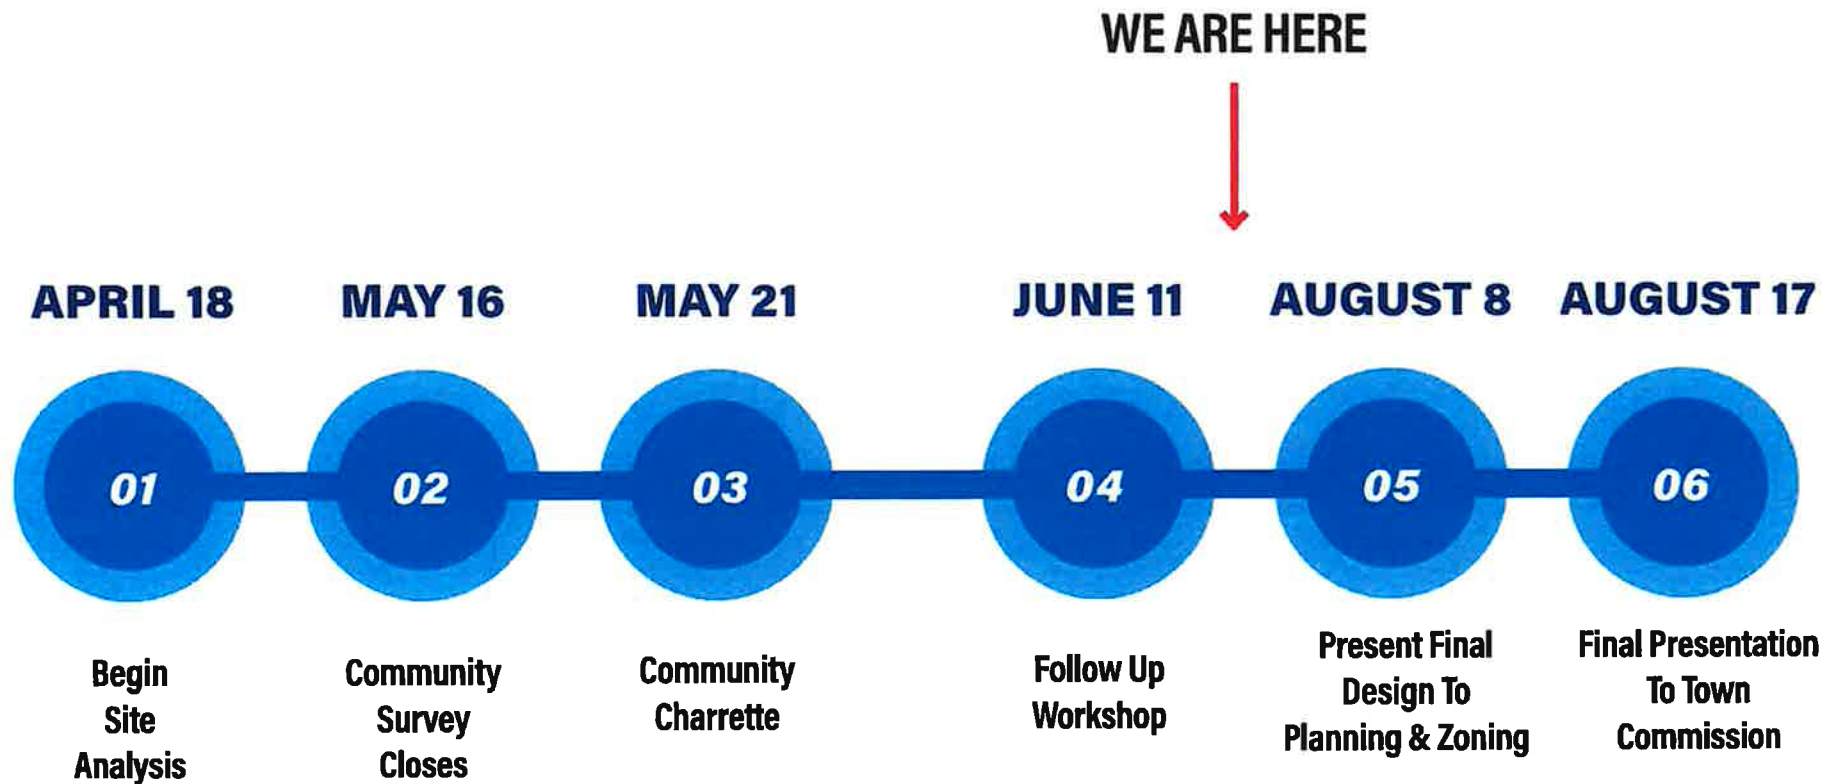 WE ARE HERE
APRIL 18
MAY 16
MAY 21
JUNE 11
AUGUST 8
AUGUST 17
01
02
03
04
05
06
Begin
Site
Analysis
Community
Survey
Closes
Community
Charrette
Follow Up
Workshop
Present Final
Design To
Planning & Zoning
Final Presentation
To Town
Commission